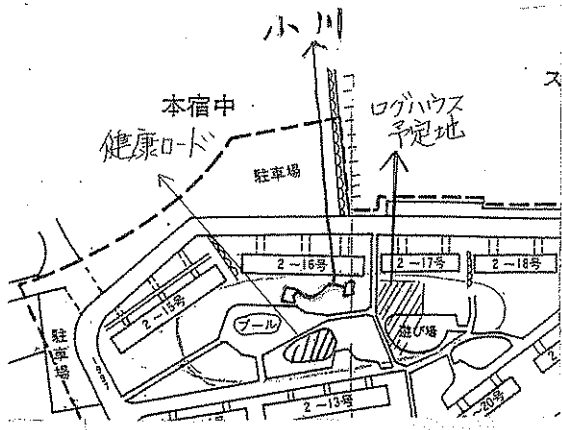 小川
ス
本宿中
健康ロード
ログハウス
予定地
駐車場
2～16号
2～17号
2～18号
2～15号
プール
遊び場
駐車場
2～13号
2～20号
2